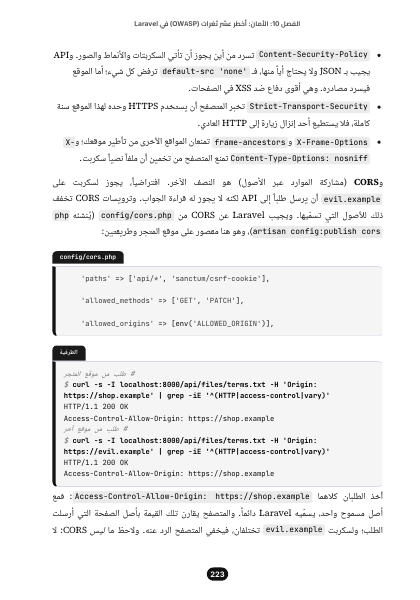 الفصل 10: الأمان: أخطر عشر ثغرات (OWASP) في Laravel
• Content-Security-Policy تسرد من أين يجوز أن تأتي السكربتات والأنماط والصور. وAPI
يجيب بـ JSON ولا يحتاج أياً منها، فـ default-src 'none' ترفض كل شيء؛ أما الموقع
فيسرد مصادره. وهي أقوى دفاع ضد XSS في الصفحات.
• Strict-Transport-Security تخبر المتصفح أن يستخدم HTTPS وحده لهذا الموقع سنة
كاملة، فلا يستطيع أحد إنزال زيارة إلى HTTP العادي.
• X-Frame-Options و frame-ancestors تمنعان المواقع الأخرى من تأطير موقعك؛ وX-
Content-Type-Options: nosniff تمنع المتصفح من تخمين أن ملفاً نصياً سكربت.
وCORS (مشاركة الموارد عبر الأصول) هو النصف الآخر. افتراضياً، يجوز لسكربت على
evil.example أن يرسل طلباً إلى API لكنه لا يجوز له قراءة الجواب. وترويسات CORS تخفف
ذلك للأصول التي تسمّيها. ويجيب Laravel عن CORS من config/cors.php (يُنشئه php
artisan config:publish cors)، وهو هنا مقصور على موقع المتجر وطريقتين:
config/cors.php
'paths' => ['api/*', 'sanctum/csrf-cookie'],
'allowed_methods' => ['GET', 'PATCH'],
'allowed_origins' => [env('ALLOWED_ORIGIN')],
الطرفية
# طلب من موقع المتجر
$ curl -s -I localhost:8000/api/files/terms.txt -H 'Origin:
https://shop.example' | grep -iE '^(HTTP|access-control|vary)'
HTTP/1.1 200 OK
Access-Control-Allow-Origin: https://shop.example
# طلب من موقع آخر
$ curl -s -I localhost:8000/api/files/terms.txt -H 'Origin:
https://evil.example' | grep -iE '^(HTTP|access-control|vary)'
HTTP/1.1 200 OK
Access-Control-Allow-Origin: https://shop.example
أخذ الطلبان كلاهما Access-Control-Allow-Origin: https://shop.example: فمع
أصل مسموح واحد، يسمّيه Laravel دائماً. والمتصفح يقارن تلك القيمة بأصل الصفحة التي أرسلت
الطلب؛ ولسكربت evil.example تختلفان، فيخفي المتصفح الرد عنه. ولاحظ ما ليس CORS: لا
223